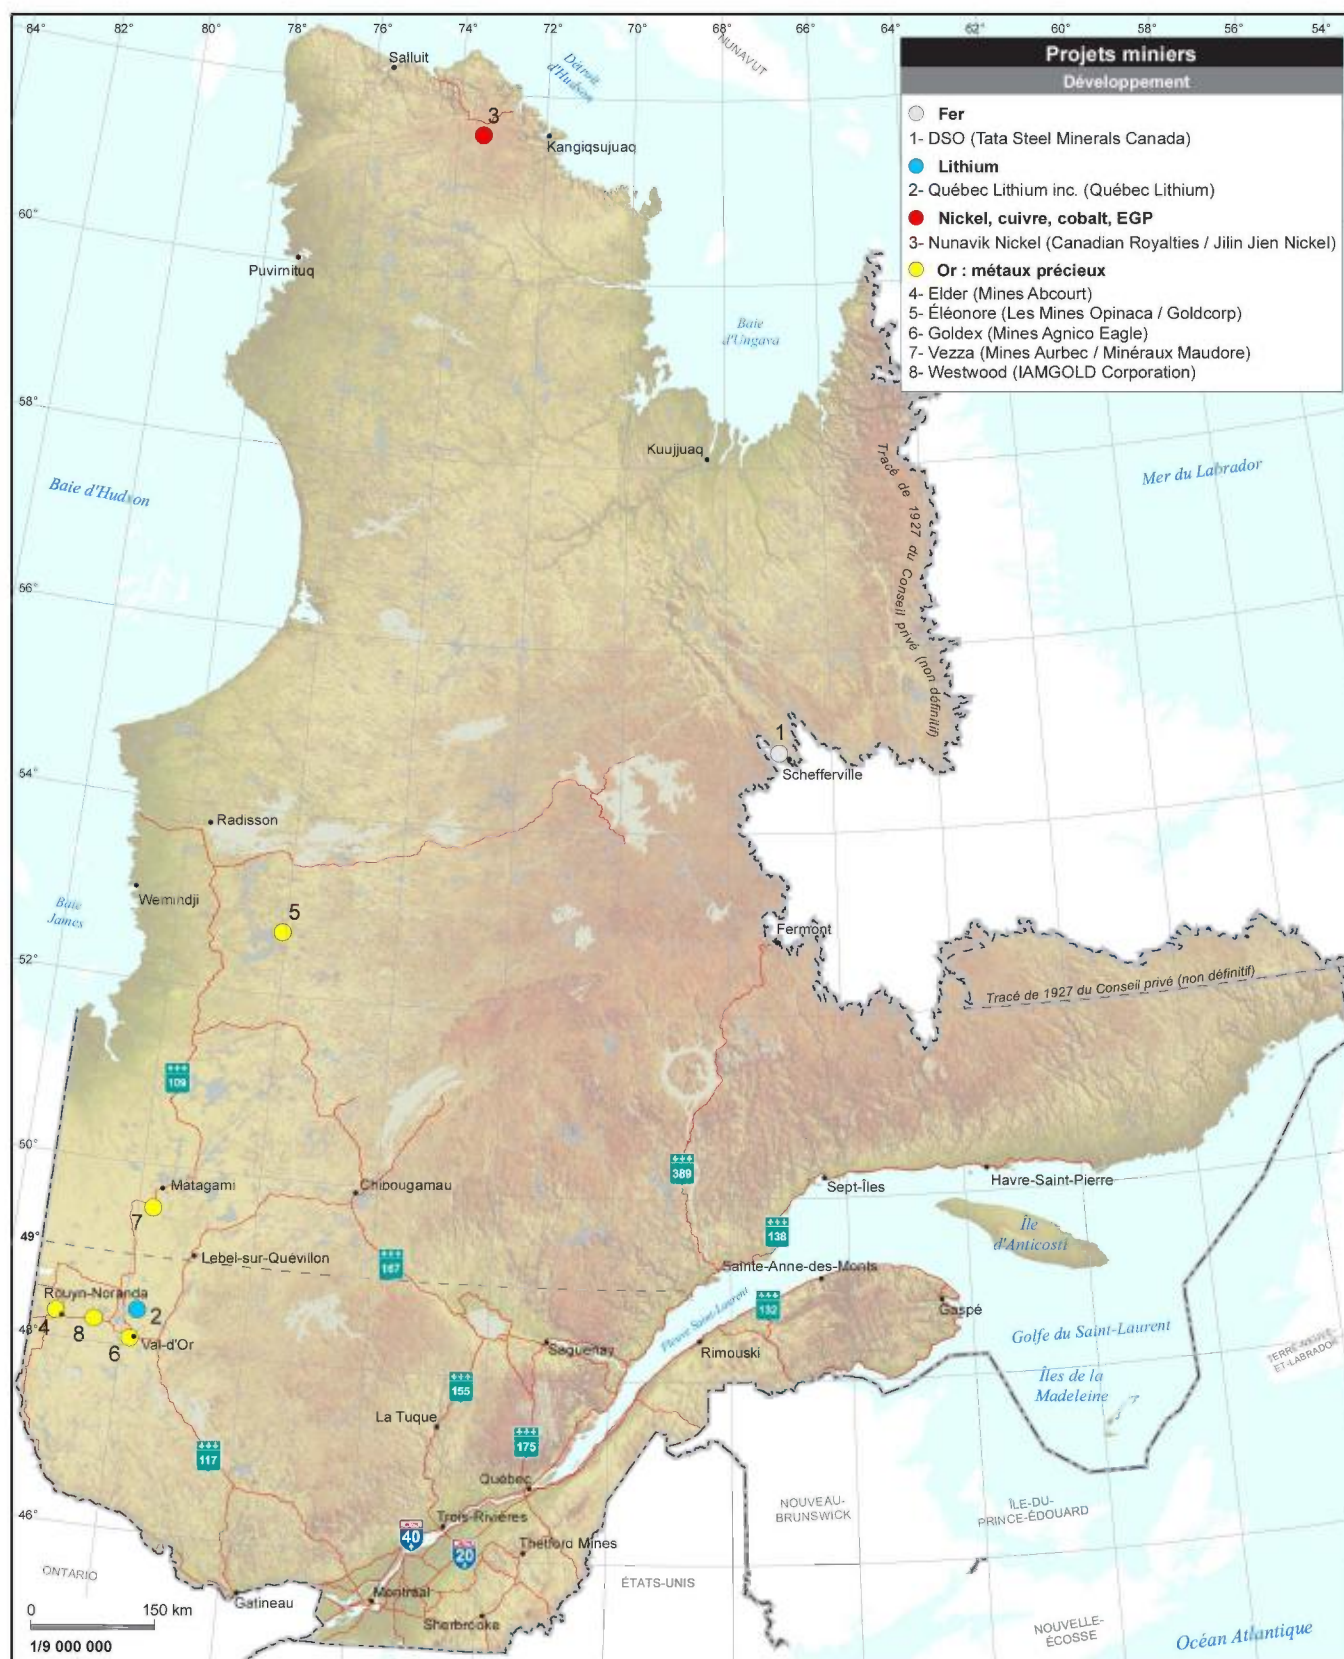 84° 82° 80° 78° 76° 74° 72° 70° 68° 66° 64° 62° 60° 58° 56° 54°
Projets miniers
Développement
Fer
1- DSO (Tata Steel Minerals Canada)
Lithium
2- Québec Lithium inc. (Québec Lithium)
Nickel, cuivre, cobalt, EGP
3- Nunavik Nickel (Canadian Royalties / Jilin Jien Nickel)
Or : métaux précieux
4- Elder (Mines Abcourt)
5- Éléonore (Les Mines Opinaca / Goldcorp)
6- Goldex (Mines Agnico Eagle)
7- Vezza (Mines Aurbec / Minéraux Maudore)
8- Westwood (IAMGOLD Corporation)
NUNAVUT
Salluit
Détroit
d'Hudson
3
Kangiqsujuaq
60°
Puvirnituq
Baie
d'Ungava
58°
Kuujjuaq
Tracé de 1927 du Conseil privé (non définitif)
Mer du Labrador
Baie d'Hudson
56°
1
Schefferville
54°
Radisson
Wemindji
Baie
James
5
Fermont
52°
Tracé de 1927 du Conseil privé (non définitif)
109
50°
389
Matagami
Chibougamau
Sept-Îles
Havre-Saint-Pierre
7
49°
138
Île
d'Anticosti
Lebel-sur-Quévillon
167
Sainte-Anne-des-Monts
Rouyn-Noranda
132
Fleuve Saint-Laurent
Gaspé
4
8
2
48°
6
Val-d'Or
Saguenay
Rimouski
Golfe du Saint-Laurent
TERRE-NEUVE-
ET-LABRADOR
Îles de la
Madeleine
155
La Tuque
175
117
Québec
46°
Trois-Rivières
40
20
Thetford Mines
NOUVEAU-
BRUNSWICK
ÎLE-DU-
PRINCE-ÉDOUARD
ONTARIO
ÉTATS-UNIS
Gatineau
Montréal
Sherbrooke
NOUVELLE-
ÉCOSSE
Océan Atlantique
0 150 km
1/9 000 000